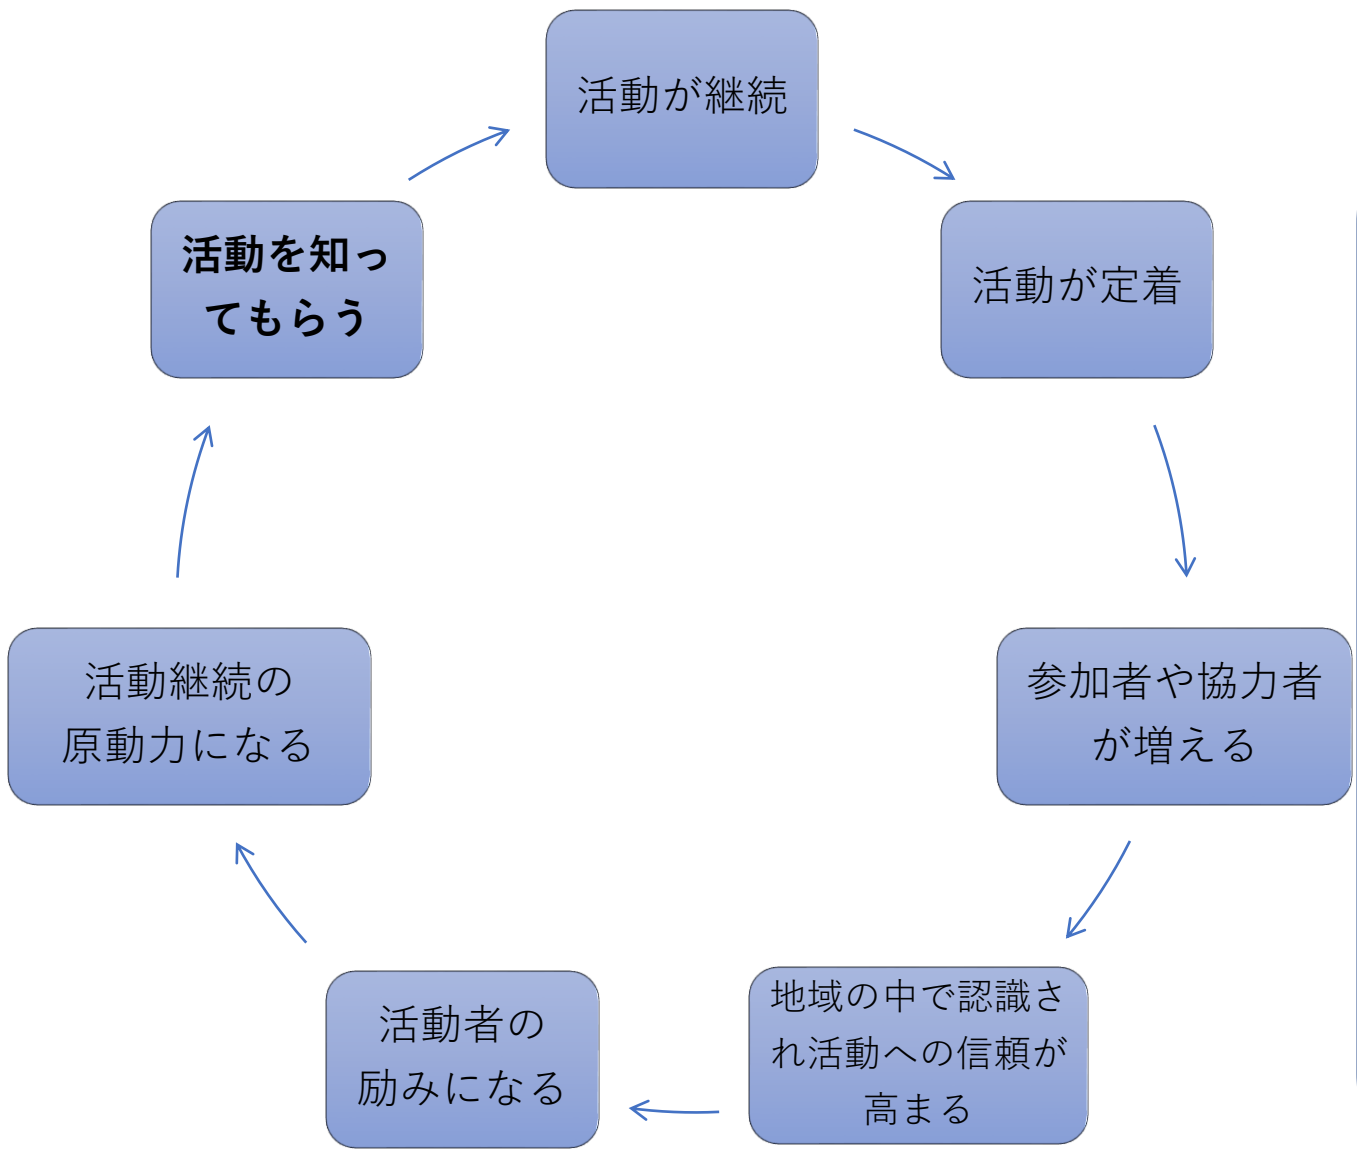 活動が継続
活動が定着
参加者や協力者
が増える
地域の中で認識さ
れ活動への信頼が
高まる
活動者の
励みになる
活動継続の
原動力になる
活動を知っ
てもらう